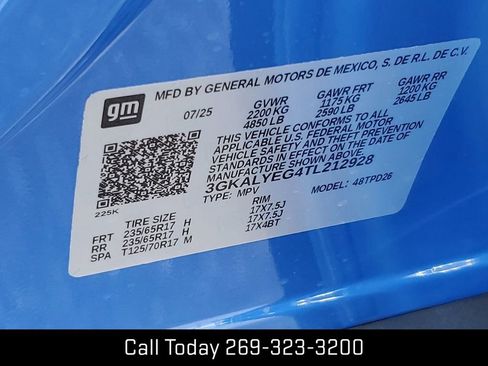 gm
MFD BY GENERAL MOTORS DE MEXICO, S. DE R.L. DE C.V.
07/25 GVWR GAWR FRT GAWR RR
2200 KG 1175 KG 1200 KG
4850 LB 2590 LB 2645 LB
THIS VEHICLE CONFORMS TO ALL
APPLICABLE U.S. FEDERAL MOTOR
VEHICLE SAFETY AND THEFT PREVENTION
STANDARDS IN EFFECT ON THE DATE OF
MANUFACTURE SHOWN ABOVE.
3GKALYEG4TL212928
TYPE: MPV MODEL: 48TPD26
225K
TIRE SIZE RIM
FRT 235/65R17 H 17X7.5J
RR 235/65R17 H 17X7.5J
SPA T125/70R17 M 17X4BT
Call Today 269-323-3200